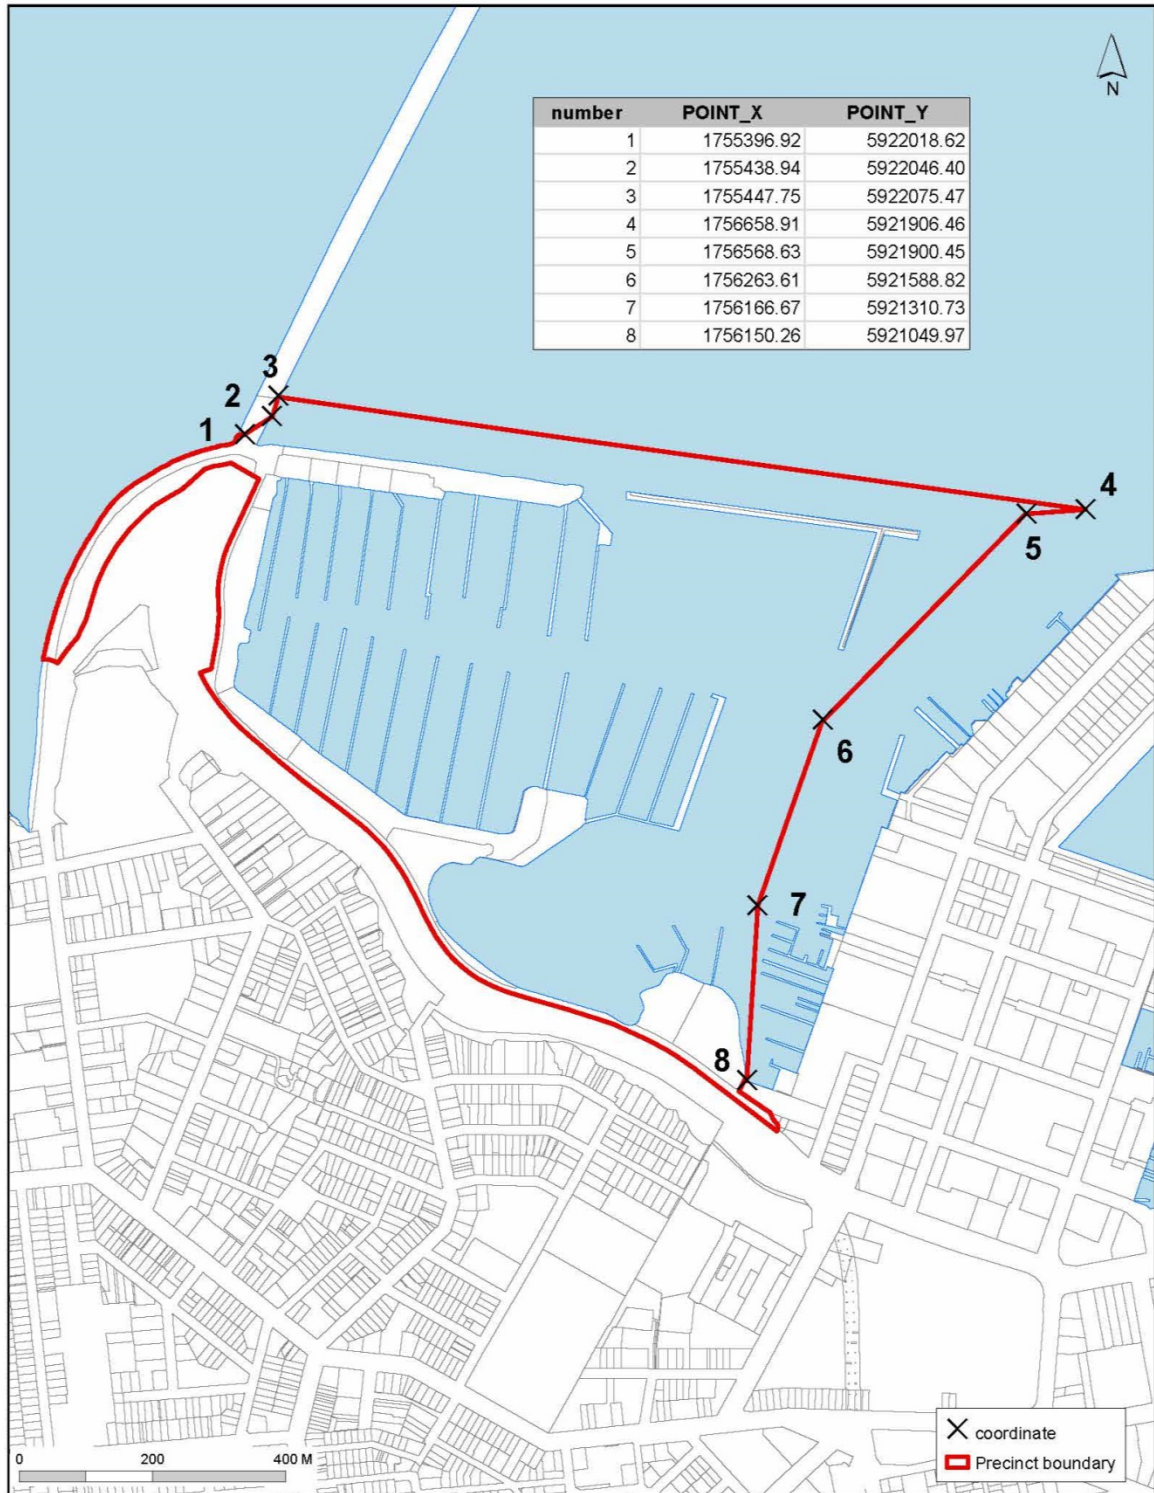 N
number POINT_X POINT_Y
1 1755396.92 5922018.62
2 1755438.94 5922046.40
3 1755447.75 5922075.47
4 1756658.91 5921906.46
5 1756568.63 5921900.45
6 1756263.61 5921588.82
7 1756166.67 5921310.73
8 1756150.26 5921049.97
3
2
1
4
5
6
7
8
coordinate
Precinct boundary
0 200 400 M